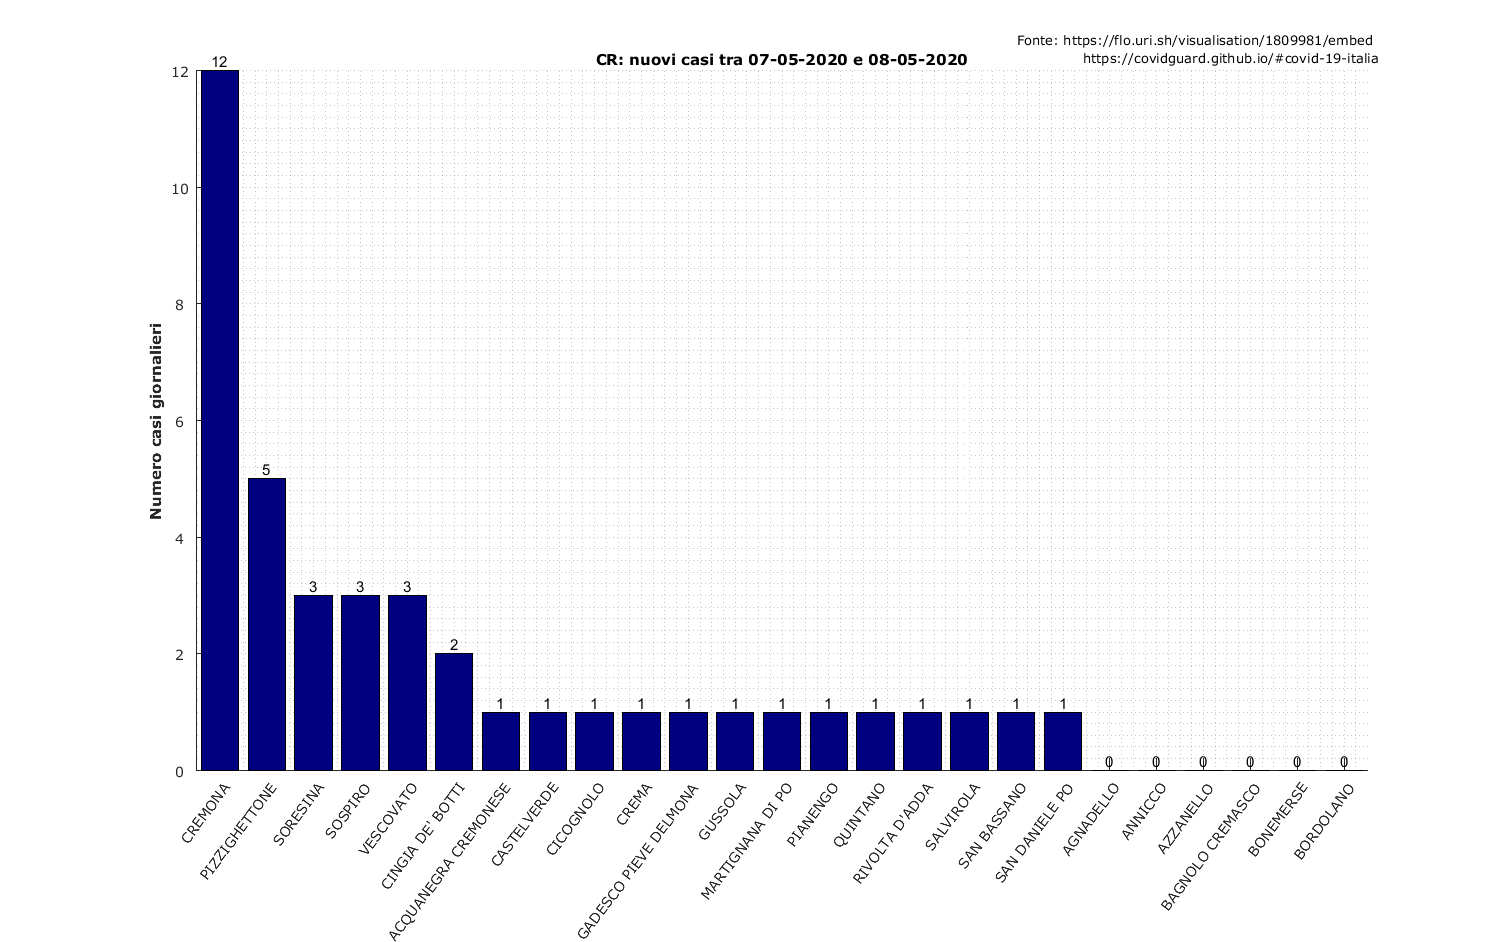 Fonte: https://flo.uri.sh/visualisation/1809981/embed
https://covidguard.github.io/#covid-19-italia
CR: nuovi casi tra 07-05-2020 e 08-05-2020
Numero casi giornalieri
12
10
8
6
4
2
0
12
5
3
3
3
2
1
1
1
1
1
1
1
1
1
1
1
1
1
0
0
0
0
0
0
CREMONA
PIZZIGHETTONE
SORESINA
SOSPIRO
VESCOVATO
CINGIA DE' BOTTI
ACQUANEGRA CREMONESE
CASTELVERDE
CICOGNOLO
CREMA
GADESCO PIEVE DELMONA
GUSSOLA
MARTIGNANA DI PO
PIANENGO
QUINTANO
RIVOLTA D'ADDA
SALVIROLA
SAN BASSANO
SAN DANIELE PO
AGNADELLO
ANNICCO
AZZANELLO
BAGNOLO CREMASCO
BONEMERSE
BORDOLANO